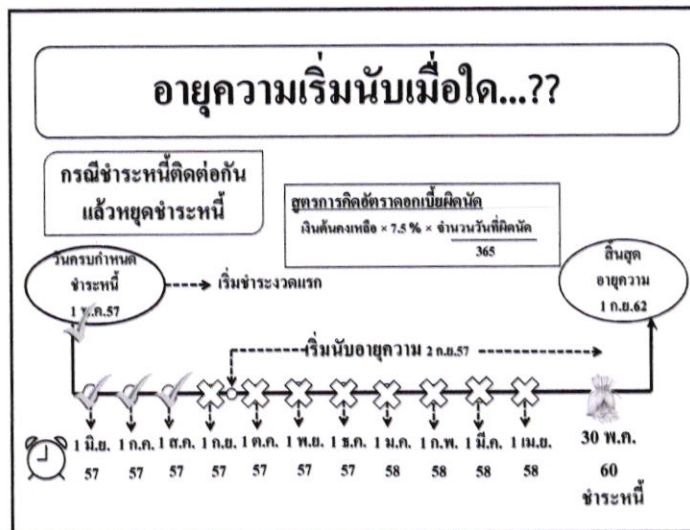 อายุความเริ่มนับเมื่อใด...??
กรณีชำระหนี้ติดต่อกัน
แล้วหยุดชำระหนี้
สูตรการคิดอัตราดอกเบี้ยผิดนัด
เงินต้นคงเหลือ × 7.5 % × จำนวนวันที่ผิดนัด
365
วันครบกำหนด
ชำระหนี้
1 พ.ค.57
เริ่มชำระงวดแรก
สิ้นสุด
อายุความ
1 ก.ย.62
เริ่มนับอายุความ 2 ก.ย.57
1 มิ.ย. 1 ก.ค. 1 ส.ค. 1 ก.ย. 1 ต.ค. 1 พ.ย. 1 ธ.ค. 1 ม.ค. 1 ก.พ. 1 มี.ค. 1 เม.ย. 30 พ.ค.
57 57 57 57 57 57 57 58 58 58 58 60
ชำระหนี้